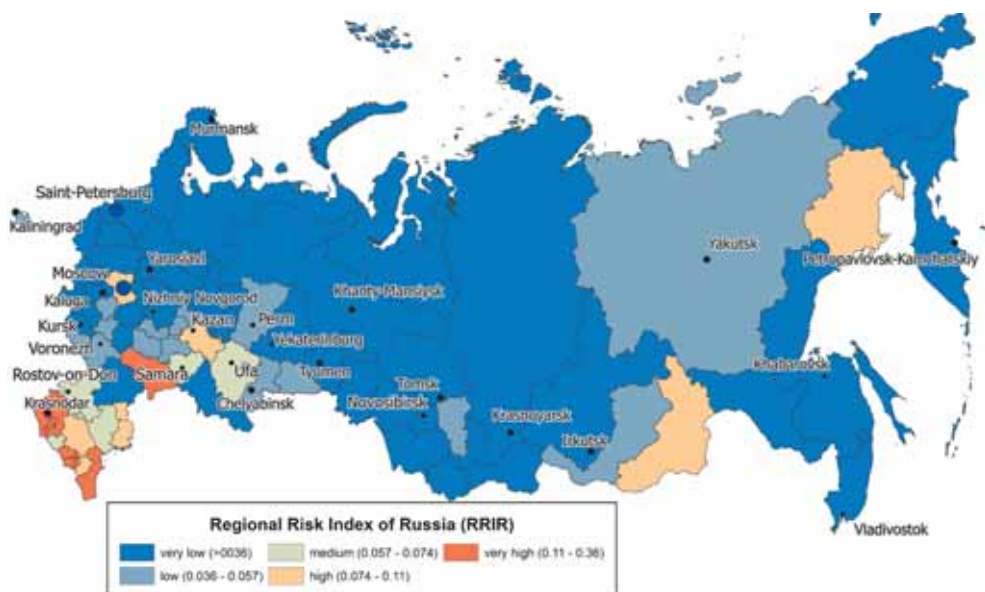 Murmansk
Saint-Petersburg
Kaliningrad
Yaroslavl
Moscow
Kaluga
Nizhniy Novgorod
Kursk
Kazan
Perm
Voronezh
Yekaterinburg
Khanty-Mansiysk
Yakutsk
Petropavlovsk-Kamchatskiy
Rostov-on-Don
Samara
Ufa
Tyumen
Krasnodar
Chelyabinsk
Tomsk
Novosibirsk
Krasnoyarsk
Irkutsk
Khabarovsk
Vladivostok
Regional Risk Index of Russia (RRIR)
very low (>0036)
medium (0.057 - 0.074)
very high (0.11 - 0.36)
low (0.036 - 0.057)
high (0.074 - 0.11)